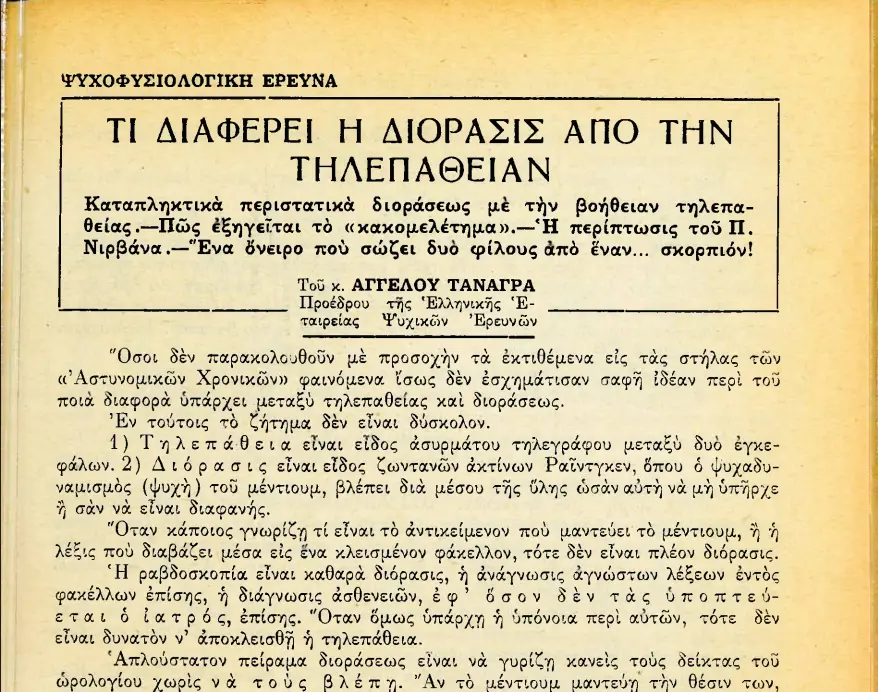 ΨΥΧΟΦΥΣΙΟΛΟΓΙΚΗ ΕΡΕΥΝΑ
ΤΙ ΔΙΑΦΕΡΕΙ Η ΔΙΟΡΑΣΙΣ ΑΠΟ ΤΗΝ
ΤΗΛΕΠΑΘΕΙΑΝ
Καταπληκτικὰ περιστατικὰ διοράσεως μὲ τὴν βοήθειαν τηλεπα-
θείας.—Πῶς ἐξηγεῖται τὸ «κακομελέτημα».—Ἡ περίπτωσις τοῦ Π.
Νιρβάνα.—Ἕνα ὄνειρο ποὺ σώζει δυὸ φίλους ἀπὸ ἕναν... σκορπιόν!
Τοῦ κ. ΑΓΓΕΛΟΥ ΤΑΝΑΓΡΑ
Προέδρου τῆς Ἑλληνικῆς Ἑ-
ταιρείας Ψυχικῶν Ἐρευνῶν
Ὅσοι δὲν παρακολουθοῦν μὲ προσοχὴν τὰ ἐκτιθέμενα εἰς τὰς στήλας τῶν
«Ἀστυνομικῶν Χρονικῶν» φαινόμενα ἴσως δὲν ἐσχημάτισαν σαφῆ ἰδέαν περὶ τοῦ
ποιὰ διαφορὰ ὑπάρχει μεταξὺ τηλεπαθείας καὶ διοράσεως.
Ἐν τούτοις τὸ ζήτημα δὲν εἶναι δύσκολον.
1) Τηλεπάθεια εἶναι εἶδος ἀσυρμάτου τηλεγράφου μεταξὺ δυὸ ἐγκε-
φάλων. 2) Διόρασις εἶναι εἶδος ζωντανῶν ἀκτίνων Ραῖντγκεν, ὅπου ὁ ψυχαδυ-
ναμισμὸς (ψυχὴ) τοῦ μέντιουμ, βλέπει διὰ μέσου τῆς ὕλης ὡσὰν αὐτὴ νὰ μὴ ὑπῆρχε
ἢ σὰν νὰ εἶναι διαφανής.
Ὅταν κάποιος γνωρίζῃ τί εἶναι τὸ ἀντικείμενον ποὺ μαντεύει τὸ μέντιουμ, ἢ ἡ
λέξις ποὺ διαβάζει μέσα εἰς ἕνα κλεισμένον φάκελλον, τότε δὲν εἶναι πλέον διόρασις.
Ἡ ραβδοσκοπία εἶναι καθαρὰ διόρασις, ἡ ἀνάγνωσις ἀγνώστων λέξεων ἐντὸς
φακέλλων ἐπίσης, ἡ διάγνωσις ἀσθενειῶν, ἐφ' ὅσον δὲν τὰς ὑποπτεύ-
εται ὁ ἰατρός, ἐπίσης. Ὅταν ὅμως ὑπάρχῃ ἡ ὑπόνοια περὶ αὐτῶν, τότε δὲν
εἶναι δυνατὸν ν' ἀποκλεισθῇ ἡ τηλεπάθεια.
Ἁπλούστατον πείραμα διοράσεως εἶναι νὰ γυρίζῃ κανεὶς τοὺς δείκτας τοῦ
ὡρολογίου χωρὶς νὰ τοὺς βλέπῃ. Ἂν τὸ μέντιουμ μαντεύῃ τὴν θέσιν των,